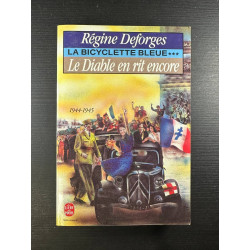 Régine Deforges
LA BICYCLETTE BLEUE***
Le Diable en rit encore
1944-1945